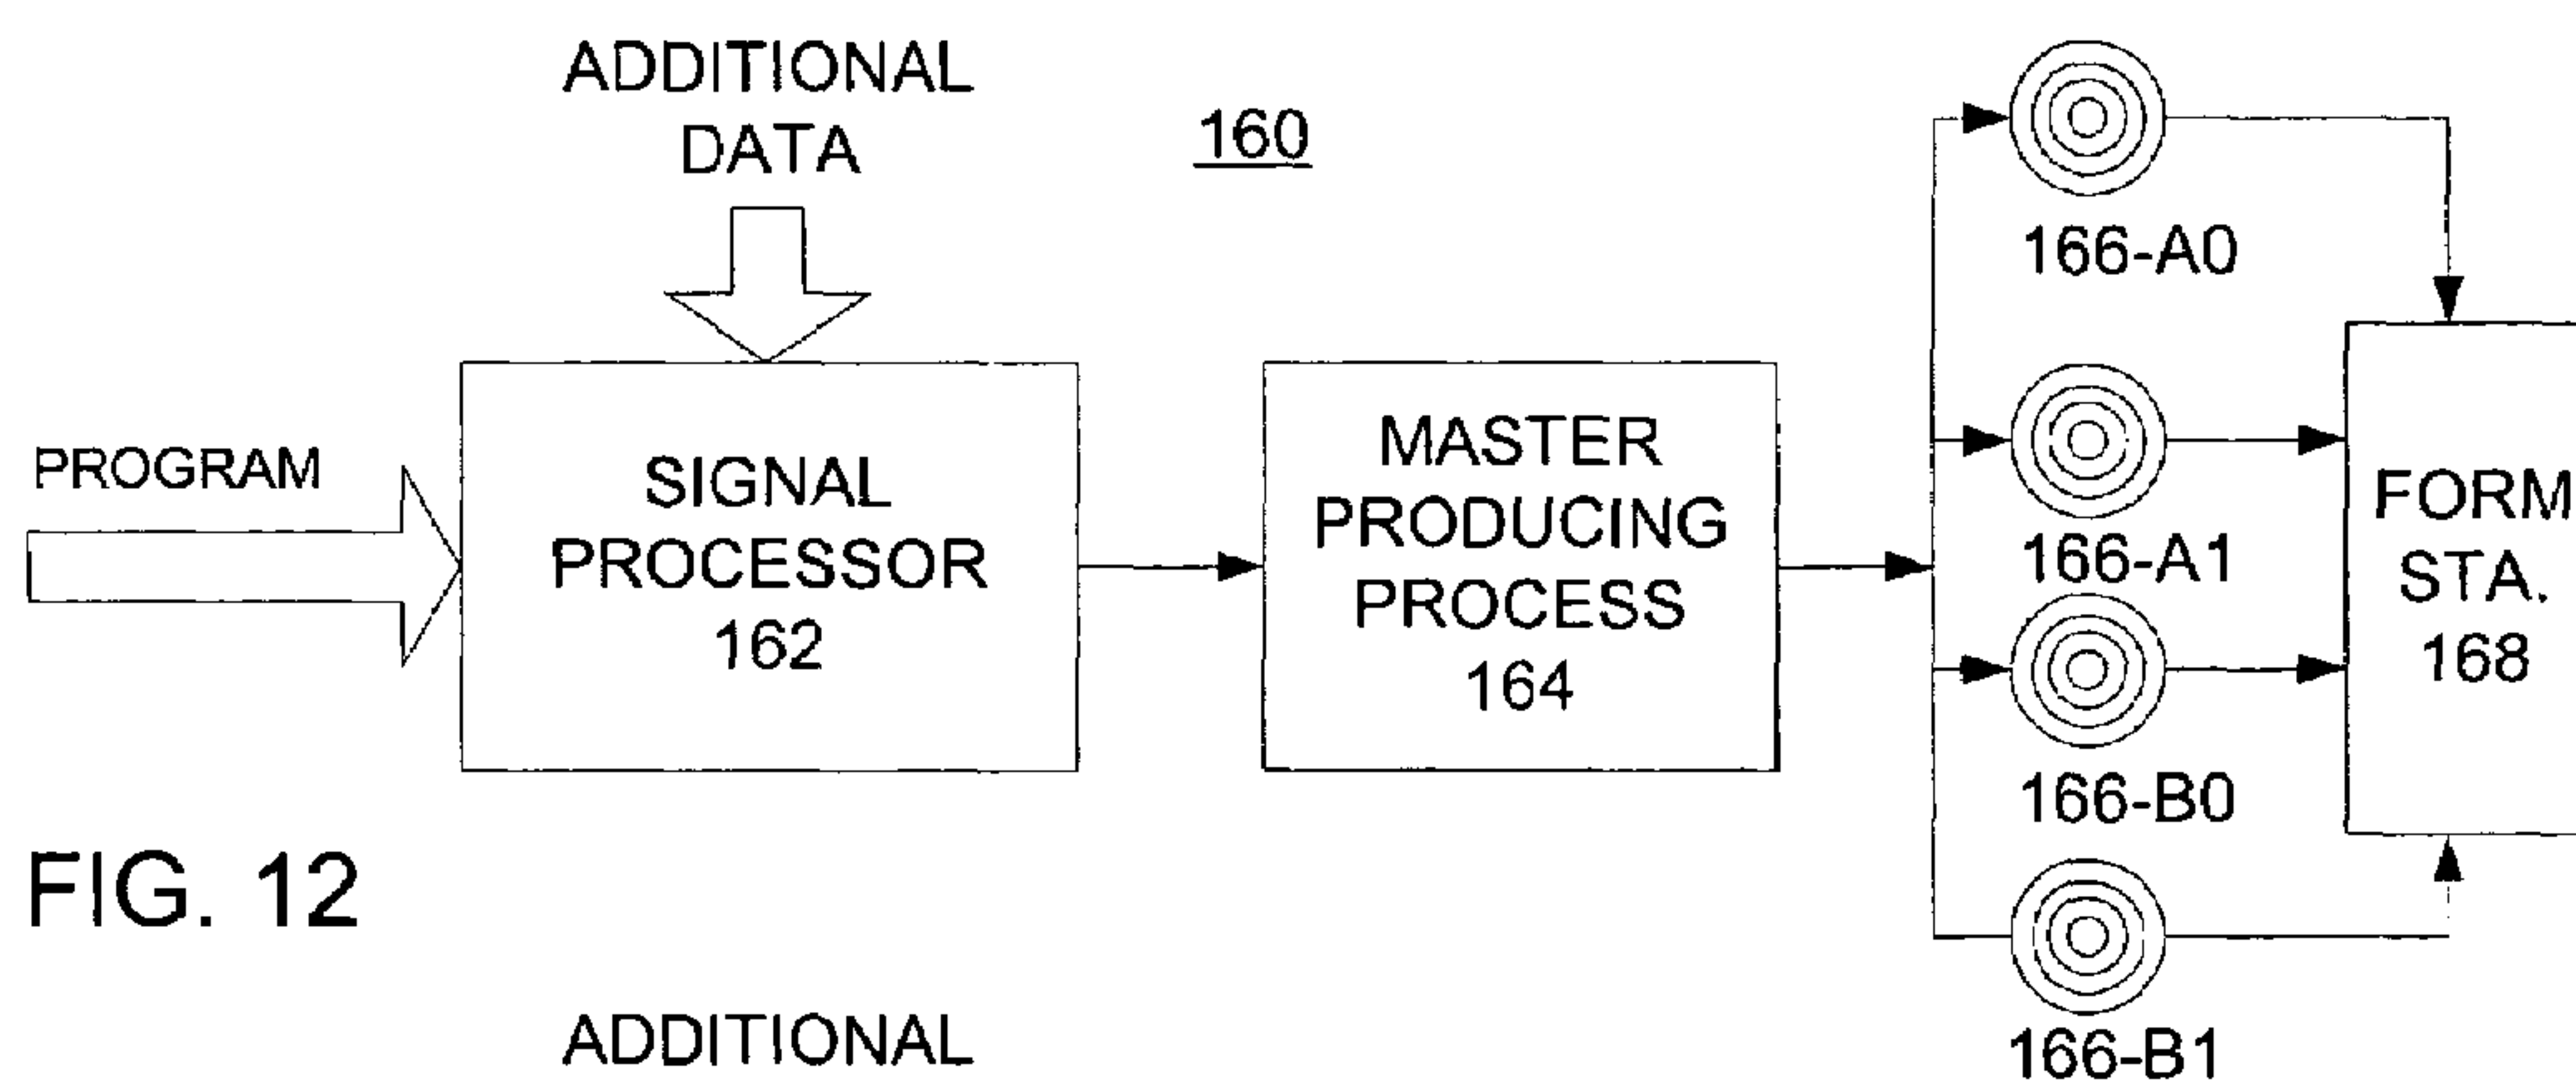 ADDITIONAL
DATA
160
PROGRAM
SIGNAL
PROCESSOR
162
MASTER
PRODUCING
PROCESS
164
166-A0
166-A1
166-B0
166-B1
FORM
STA.
168
FIG. 12
ADDITIONAL